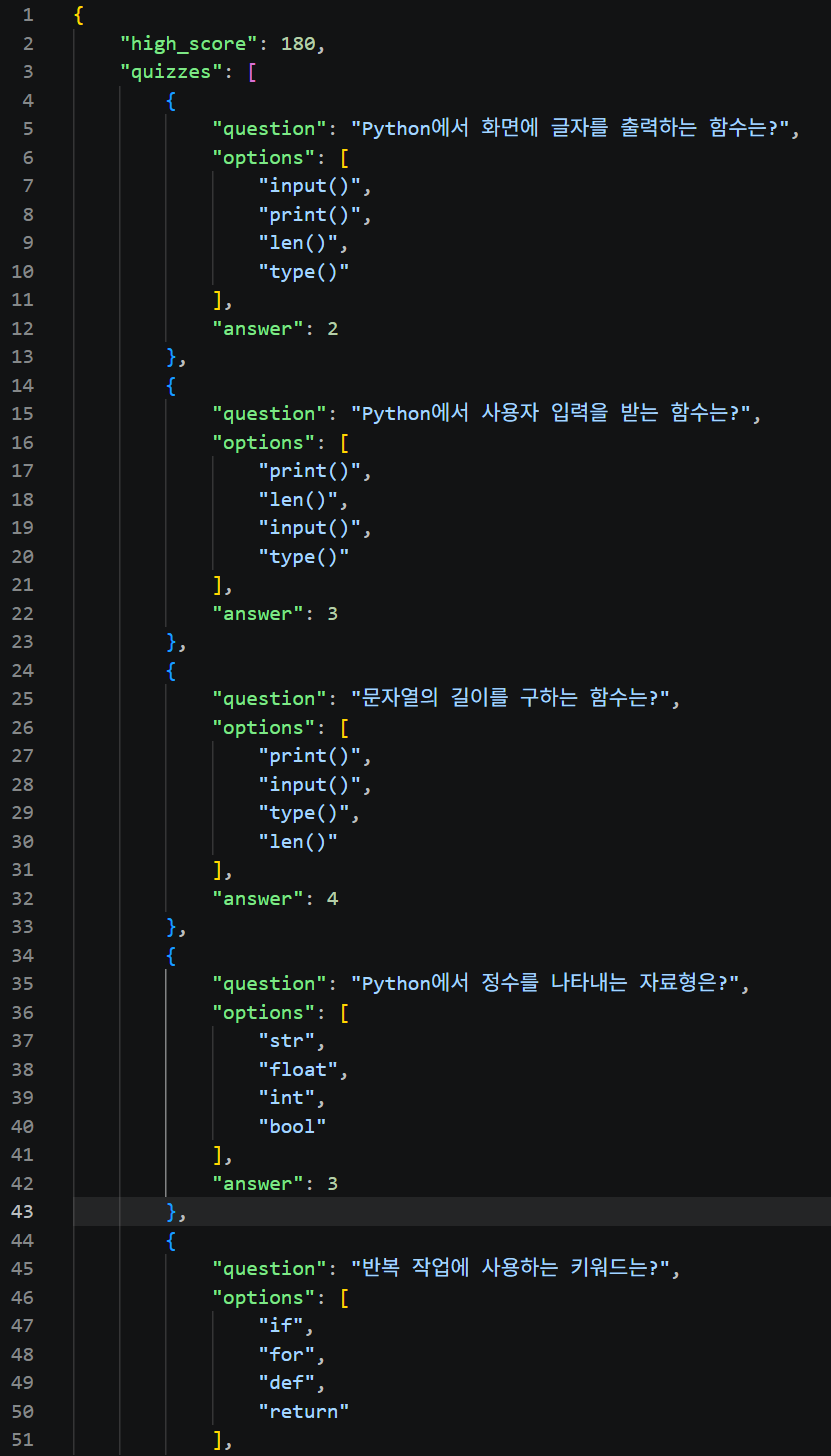 1 {
2     "high_score": 180,
3     "quizzes": [
4         {
5             "question": "Python에서 화면에 글자를 출력하는 함수는?",
6             "options": [
7                 "input()",
8                 "print()",
9                 "len()",
10                 "type()"
11             ],
12             "answer": 2
13         },
14         {
15             "question": "Python에서 사용자 입력을 받는 함수는?",
16             "options": [
17                 "print()",
18                 "len()",
19                 "input()",
20                 "type()"
21             ],
22             "answer": 3
23         },
24         {
25             "question": "문자열의 길이를 구하는 함수는?",
26             "options": [
27                 "print()",
28                 "input()",
29                 "type()",
30                 "len()"
31             ],
32             "answer": 4
33         },
34         {
35             "question": "Python에서 정수를 나타내는 자료형은?",
36             "options": [
37                 "str",
38                 "float",
39                 "int",
40                 "bool"
41             ],
42             "answer": 3
43         },
44         {
45             "question": "반복 작업에 사용하는 키워드는?",
46             "options": [
47                 "if",
48                 "for",
49                 "def",
50                 "return"
51             ],